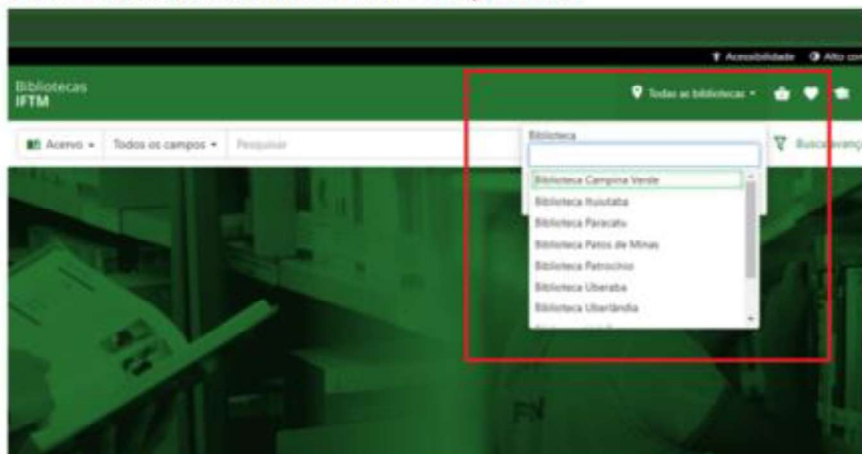 Acessibilidade Alto con
Bibliotecas
IFTM
Todas as bibliotecas
Acervo Todos os campos Pesquisar
Biblioteca
Busca avanç
Biblioteca Campina Verde
Biblioteca Ituiutaba
Biblioteca Paracatu
Biblioteca Patos de Minas
Biblioteca Patrocínio
Biblioteca Uberaba
Biblioteca Uberlândia